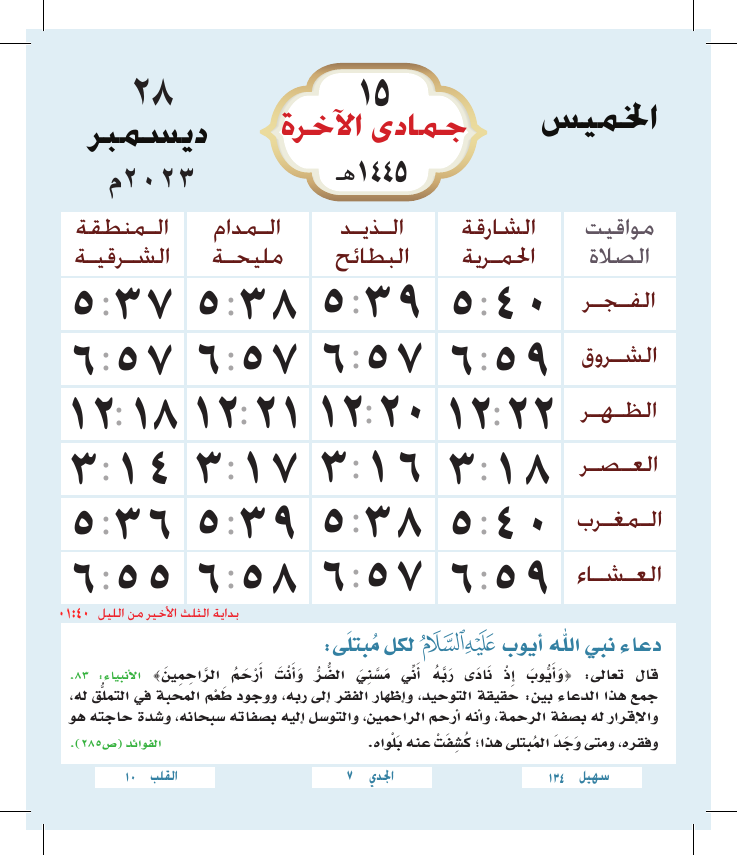 الخميس
١٥
جمادى الآخرة
١٤٤٥هـ
٢٨
ديسمبر
٢٠٢٣م
مواقيت الصلاة
الشارقة الحمرية
الذيد البطائح
المدام مليحة
المنطقة الشرقية
الفجر ٥:٤٠ ٥:٣٩ ٥:٣٨ ٥:٣٧
الشروق ٦:٥٩ ٦:٥٧ ٦:٥٧ ٦:٥٧
الظهر ١٢:٢٢ ١٢:٢٠ ١٢:٢١ ١٢:١٨
العصر ٣:١٨ ٣:١٦ ٣:١٧ ٣:١٤
المغرب ٥:٤٠ ٥:٣٨ ٥:٣٩ ٥:٣٦
العشاء ٦:٥٩ ٦:٥٧ ٦:٥٨ ٦:٥٥
بداية الثلث الأخير من الليل ٠١:٤٠
دعاء نبي الله أيوب عَلَيْهِ السَّلَامُ لكل مُبتلَى:
قال تعالى: ﴿وَأَيُّوبَ إِذْ نَادَى رَبَّهُ أَنِّي مَسَّنِيَ الضُّرُّ وَأَنْتَ أَرْحَمُ الرَّاحِمِينَ﴾ الأنبياء: ٨٣.
جمع هذا الدعاء بين: حقيقة التوحيد، وإظهار الفقر إلى ربه، ووجود طَعْم المحبة في التملُّق له،
والإقرار له بصفة الرحمة، وأنه أرحم الراحمين، والتوسل إليه بصفاته سبحانه، وشدة حاجته هو
وفقره، ومتى وَجَدَ المُبتلى هذا؛ كُشِفَتْ عنه بَلْواه. الفوائد (ص٢٨٥).
سهيل ١٣٤
الجدي ٧
القلب ١٠